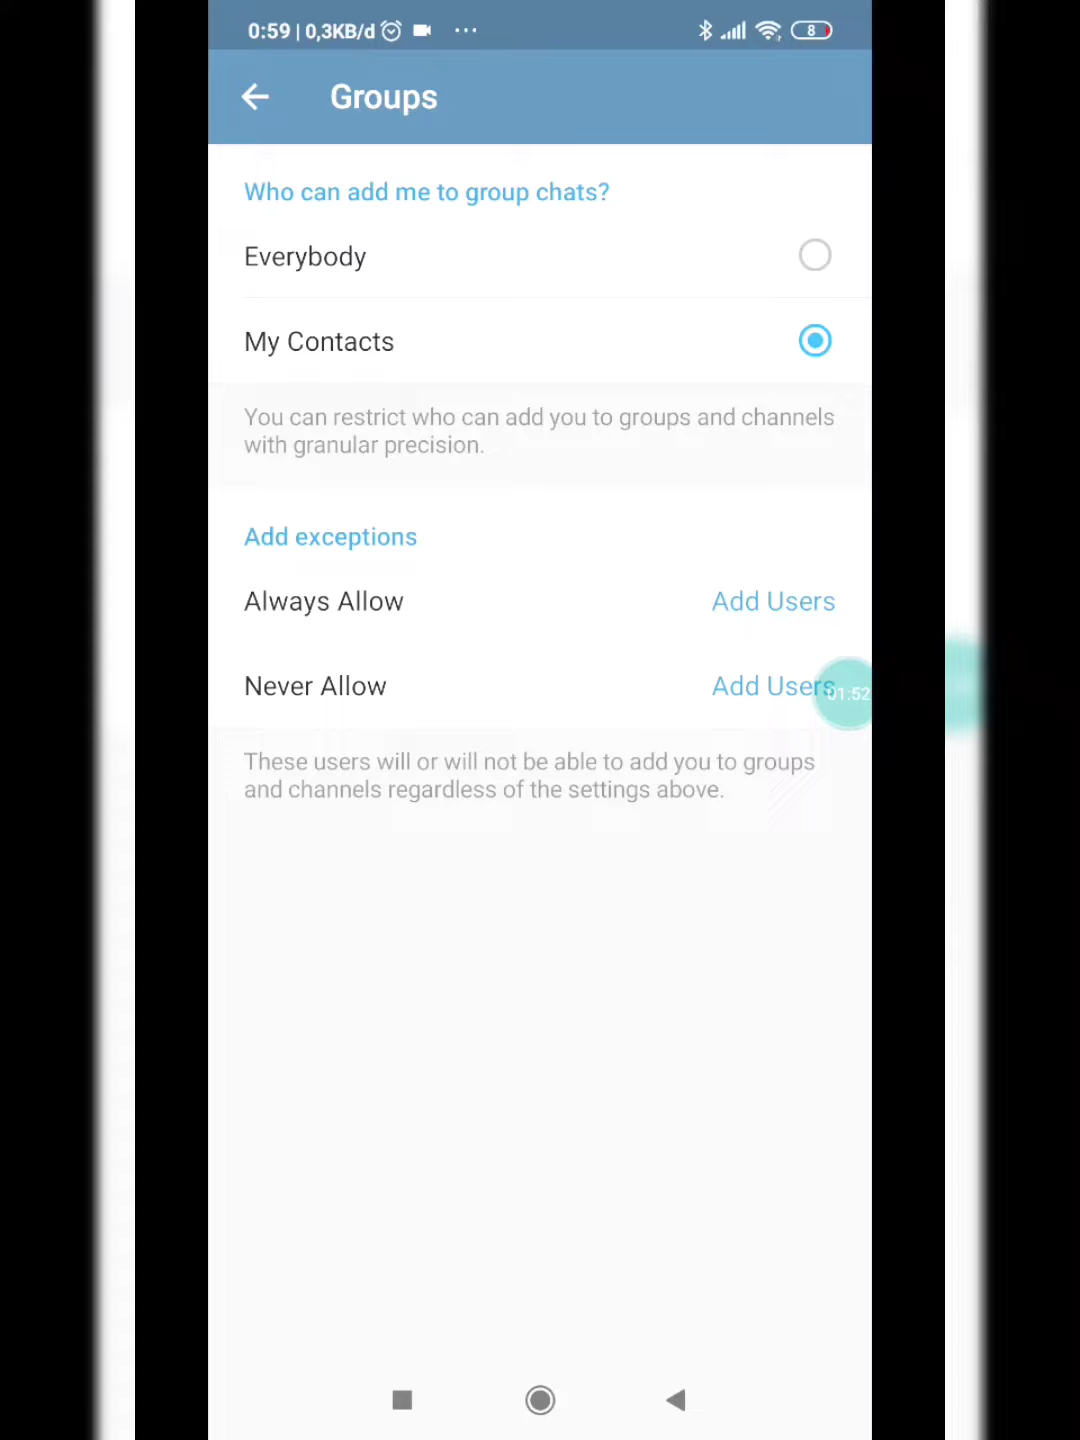 0:59 | 0,3KB/d ... 8
Groups
Who can add me to group chats?
Everybody
My Contacts
You can restrict who can add you to groups and channels
with granular precision.
Add exceptions
Always Allow Add Users
Never Allow Add Users
01:52
These users will or will not be able to add you to groups
and channels regardless of the settings above.